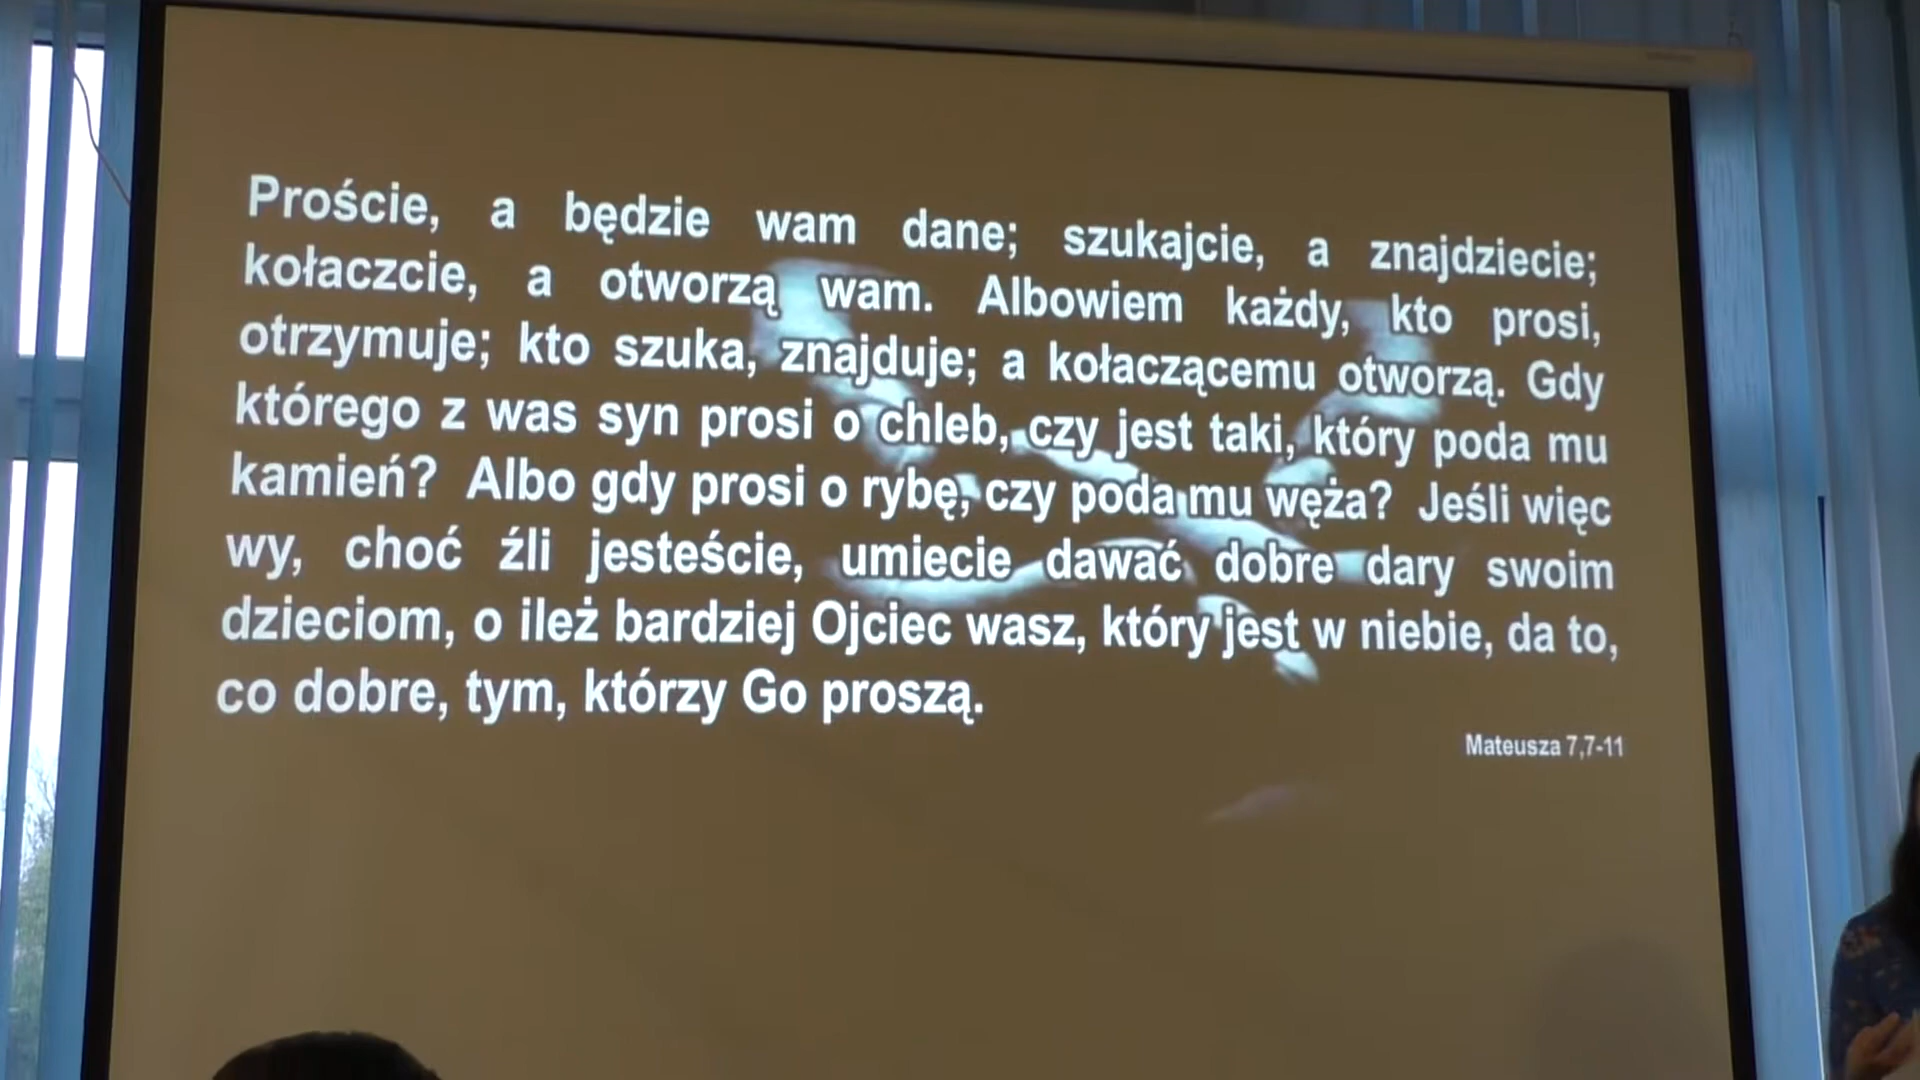 Proście, a będzie wam dane; szukajcie, a znajdziecie;
kołaczcie, a otworzą wam. Albowiem każdy, kto prosi,
otrzymuje; kto szuka, znajduje; a kołaczącemu otworzą. Gdy
którego z was syn prosi o chleb, czy jest taki, który poda mu
kamień? Albo gdy prosi o rybę, czy poda mu węża? Jeśli więc
wy, choć źli jesteście, umiecie dawać dobre dary swoim
dzieciom, o ileż bardziej Ojciec wasz, który jest w niebie, da to,
co dobre, tym, którzy Go proszą.
Mateusza 7,7-11